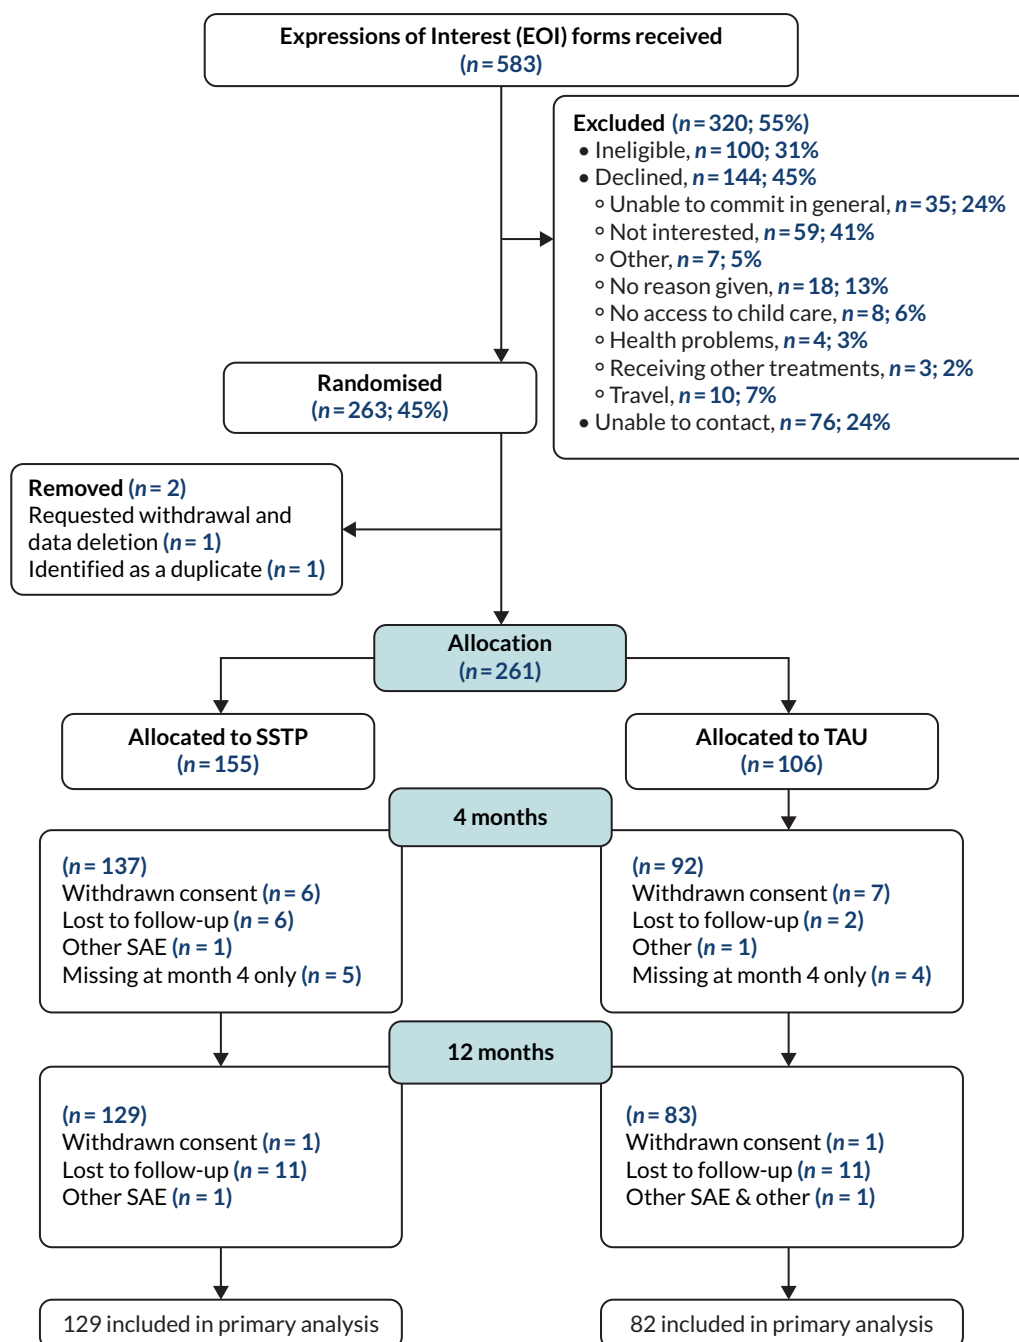 Expressions of Interest (EOI) forms received
(n = 583)
Excluded (n = 320; 55%)
• Ineligible, n = 100; 31%
• Declined, n = 144; 45%
° Unable to commit in general, n = 35; 24%
° Not interested, n = 59; 41%
° Other, n = 7; 5%
° No reason given, n = 18; 13%
° No access to child care, n = 8; 6%
° Health problems, n = 4; 3%
° Receiving other treatments, n = 3; 2%
° Travel, n = 10; 7%
• Unable to contact, n = 76; 24%
Randomised
(n = 263; 45%)
Removed (n = 2)
Requested withdrawal and
data deletion (n = 1)
Identified as a duplicate (n = 1)
Allocation
(n = 261)
Allocated to SSTP
(n = 155)
Allocated to TAU
(n = 106)
4 months
(n = 137)
Withdrawn consent (n = 6)
Lost to follow-up (n = 6)
Other SAE (n = 1)
Missing at month 4 only (n = 5)
(n = 92)
Withdrawn consent (n = 7)
Lost to follow-up (n = 2)
Other (n = 1)
Missing at month 4 only (n = 4)
12 months
(n = 129)
Withdrawn consent (n = 1)
Lost to follow-up (n = 11)
Other SAE (n = 1)
(n = 83)
Withdrawn consent (n = 1)
Lost to follow-up (n = 11)
Other SAE & other (n = 1)
129 included in primary analysis
82 included in primary analysis